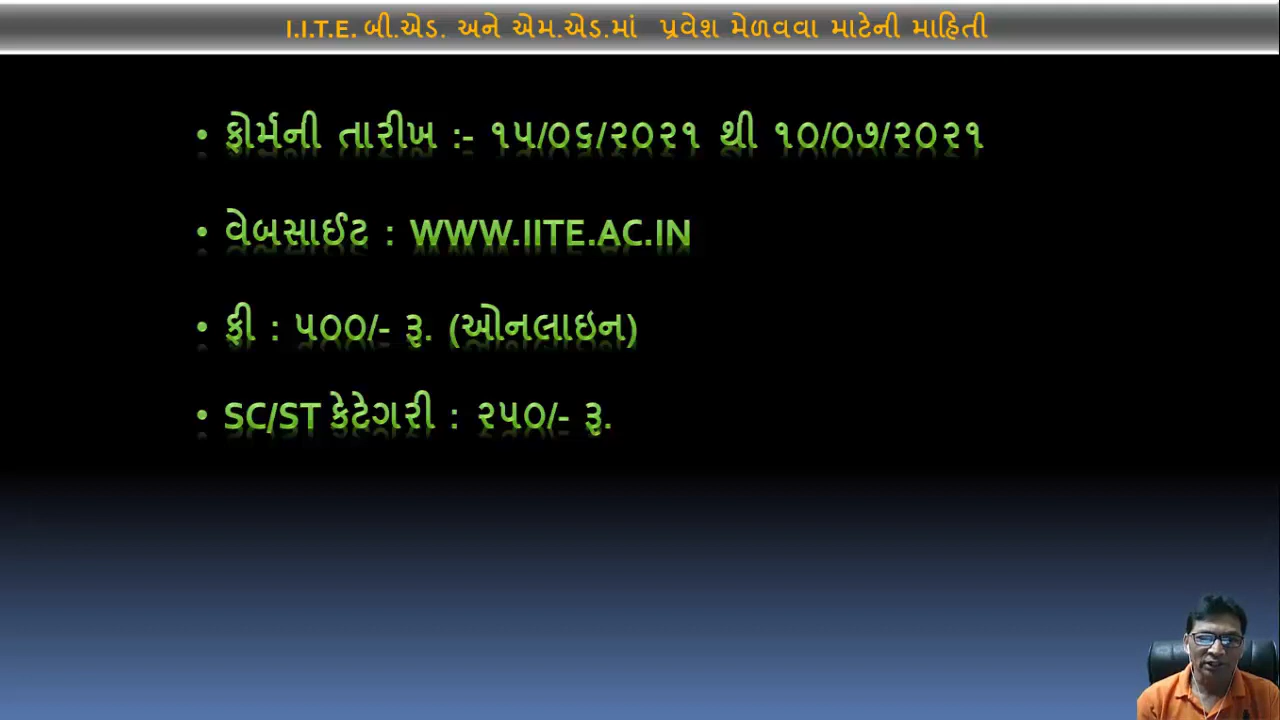 I.I.T.E. બી.એડ. અને એમ.એડ.માં પ્રવેશ મેળવવા માટેની માહિતી
• ફોર્મની તારીખ :- ૧૫/૦૬/૨૦૨૧ થી ૧૦/૦૭/૨૦૨૧
• વેબસાઈટ : WWW.IITE.AC.IN
• ફી : ૫૦૦/- રૂ. (ઓનલાઇન)
• SC/ST કેટેગરી : ૨૫૦/- રૂ.